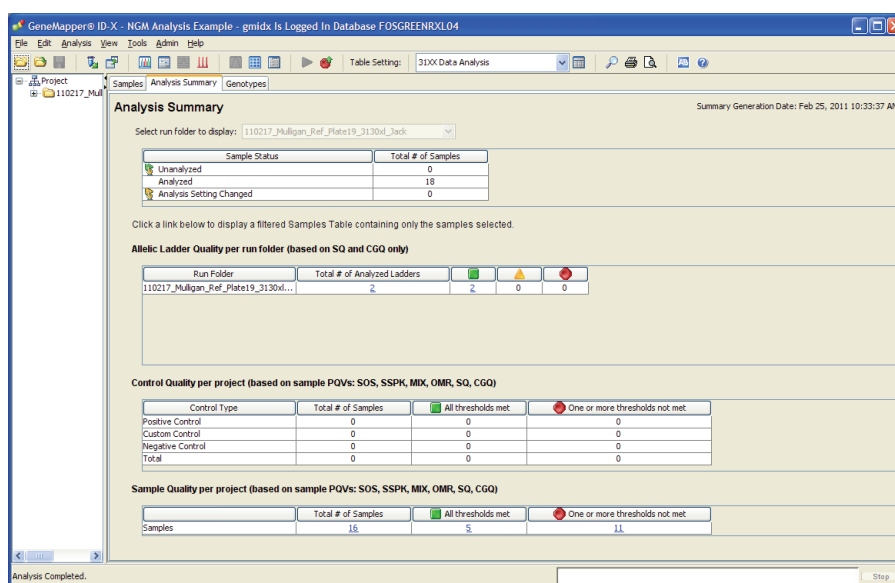 GeneMapper® ID-X - NGM Analysis Example - gmidx Is Logged In Database FOSGREENRXL04
File Edit Analysis View Tools Admin Help
Table Setting: 31XX Data Analysis
Project
110217_Mull
Samples Analysis Summary Genotypes
Analysis Summary
Summary Generation Date: Feb 25, 2011 10:33:37 AM
Select run folder to display: 110217_Mulligan_Ref_Plate19_3130xl_Jack
Sample Status Total # of Samples
Unanalyzed 0
Analyzed 18
Analysis Setting Changed 0
Click a link below to display a filtered Samples Table containing only the samples selected.
Allelic Ladder Quality per run folder (based on SQ and CGQ only)
Run Folder Total # of Analyzed Ladders
110217_Mulligan_Ref_Plate19_3130xl... 2 2 0 0
Control Quality per project (based on sample PQVs: SOS, SSPK, MIX, OMR, SQ, CGQ)
Control Type Total # of Samples All thresholds met One or more thresholds not met
Positive Control 0 0 0
Custom Control 0 0 0
Negative Control 0 0 0
Total 0 0 0
Sample Quality per project (based on sample PQVs: SOS, SSPK, MIX, OMR, SQ, CGQ)
Total # of Samples All thresholds met One or more thresholds not met
Samples 16 5 11
Analysis Completed.
Stop